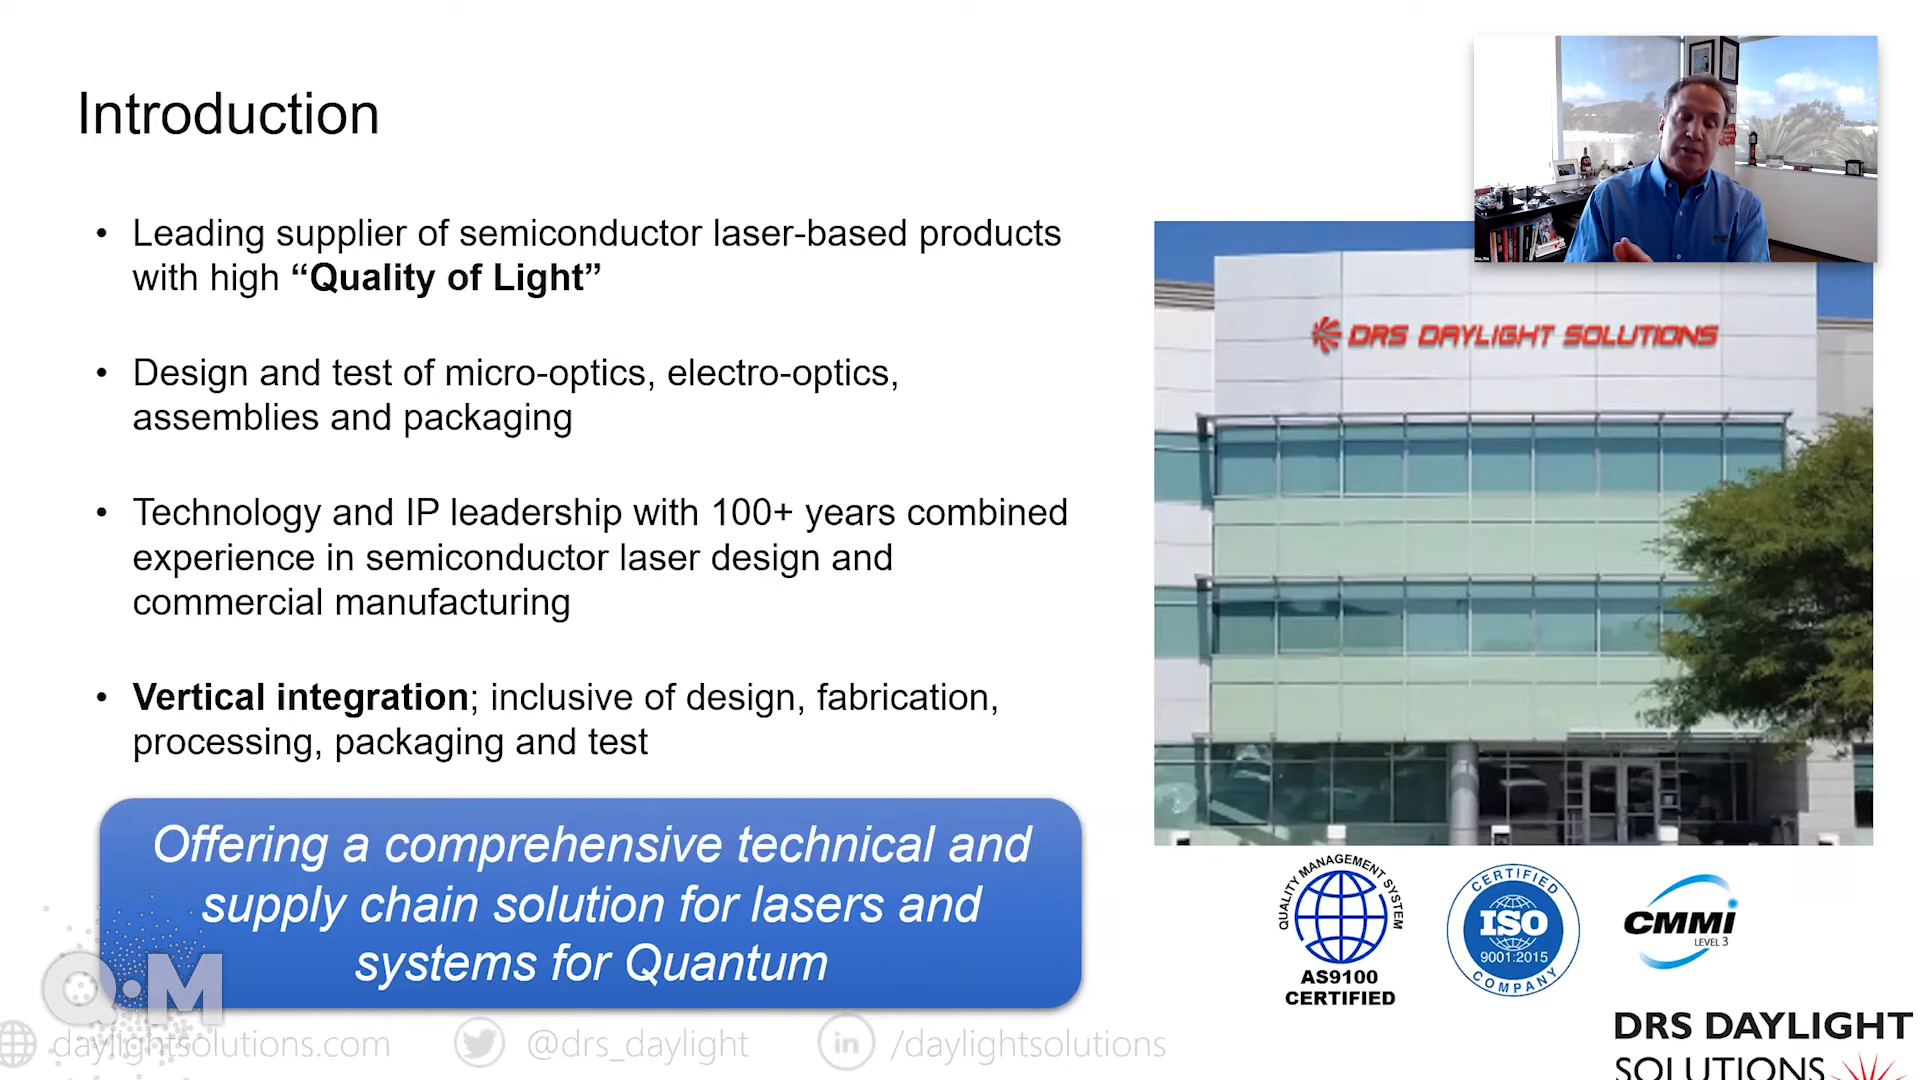 Introduction
• Leading supplier of semiconductor laser-based products
with high “Quality of Light”
• Design and test of micro-optics, electro-optics,
assemblies and packaging
• Technology and IP leadership with 100+ years combined
experience in semiconductor laser design and
commercial manufacturing
• Vertical integration; inclusive of design, fabrication,
processing, packaging and test
Offering a comprehensive technical and
supply chain solution for lasers and
systems for Quantum
DRS DAYLIGHT SOLUTIONS
QUALITY MANAGEMENT SYSTEM
AS9100
CERTIFIED
CERTIFIED
ISO
9001:2015
COMPANY
CMMI
LEVEL 3
Q·M
daylightsolutions.com
@drs_daylight
in
/daylightsolutions
DRS DAYLIGHT
SOLUTIONS